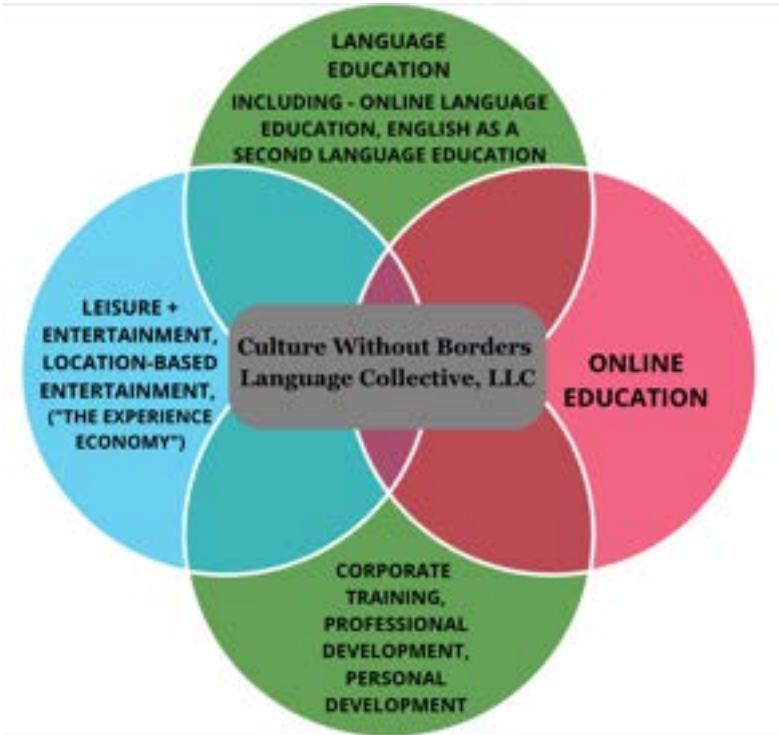 LANGUAGE
EDUCATION
INCLUDING - ONLINE LANGUAGE
EDUCATION, ENGLISH AS A
SECOND LANGUAGE EDUCATION
LEISURE +
ENTERTAINMENT,
LOCATION-BASED
ENTERTAINMENT,
("THE EXPERIENCE
ECONOMY")
Culture Without Borders
Language Collective, LLC
ONLINE
EDUCATION
CORPORATE
TRAINING,
PROFESSIONAL
DEVELOPMENT,
PERSONAL
DEVELOPMENT